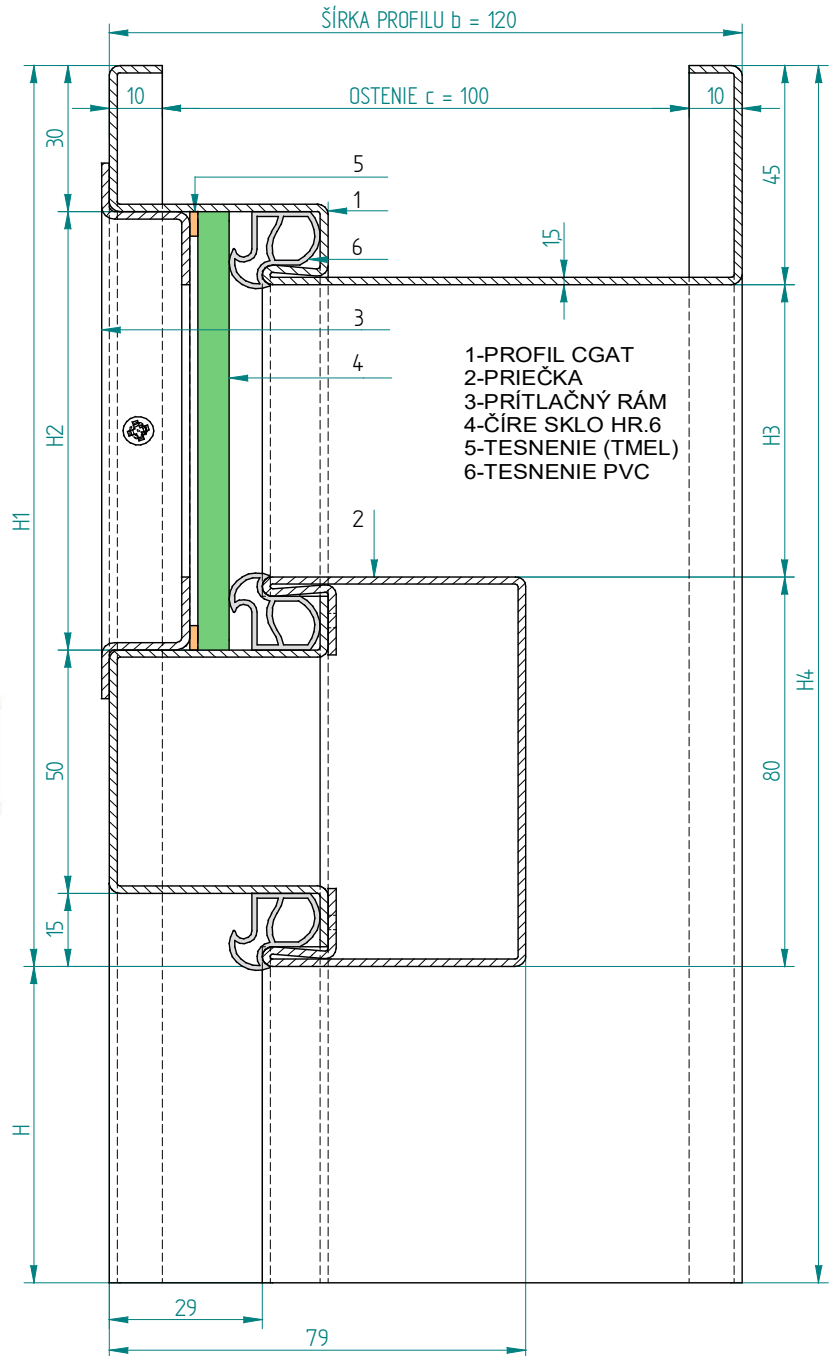 ŠÍRKA PROFILU b = 120
10
OSTENIE c = 100
10
30
45
5
1
6
1,5
3
4
1-PROFIL CGAT
2-PRIEČKA
3-PRÍTLAČNÝ RÁM
4-ČÍRE SKLO HR.6
5-TESNENIE (TMEL)
6-TESNENIE PVC
H2
H3
H1
2
H4
50
80
15
H
29
79